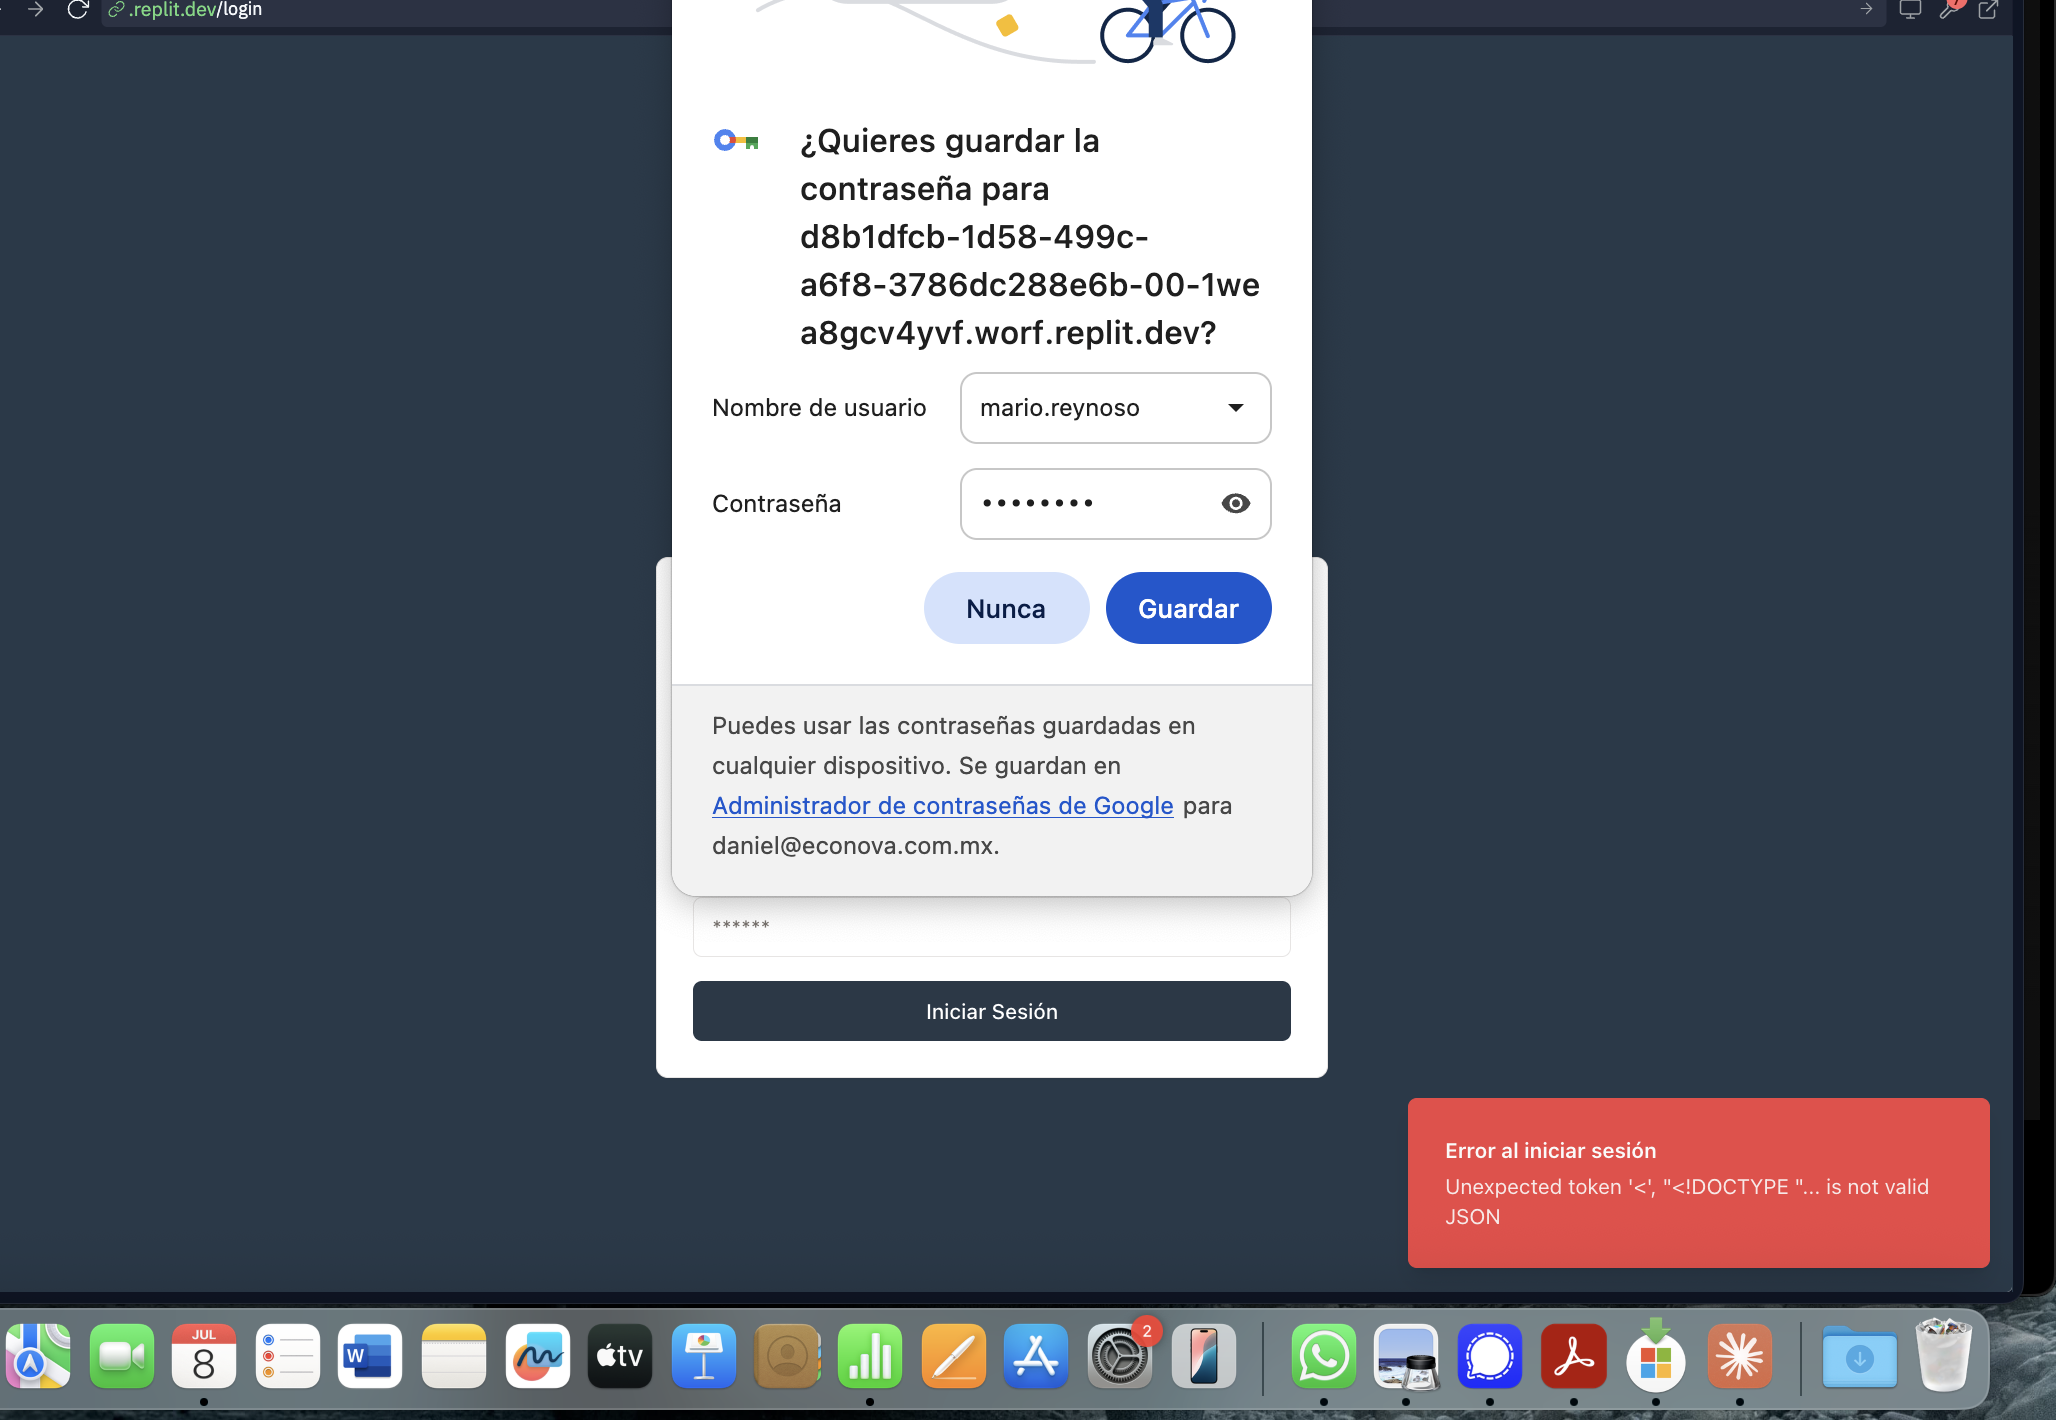 .replit.dev/login
¿Quieres guardar la
contraseña para
d8b1dfcb-1d58-499c-
a6f8-3786dc288e6b-00-1we
a8gcv4yvf.worf.replit.dev?
Nombre de usuario
mario.reynoso
Contraseña
••••••••
Nunca
Guardar
Puedes usar las contraseñas guardadas en
cualquier dispositivo. Se guardan en
Administrador de contraseñas de Google para
daniel@econova.com.mx.
******
Iniciar Sesión
Error al iniciar sesión
Unexpected token '<', "<!DOCTYPE "... is not valid
JSON
JUL
8
W
tv
2